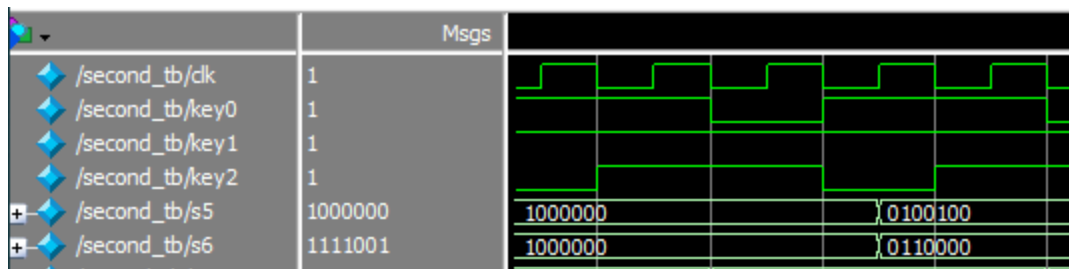 Msgs
/second_tb/clk 1
/second_tb/key0 1
/second_tb/key1 1
/second_tb/key2 1
/second_tb/s5 1000000 1000000 0100100
/second_tb/s6 1111001 1000000 0110000